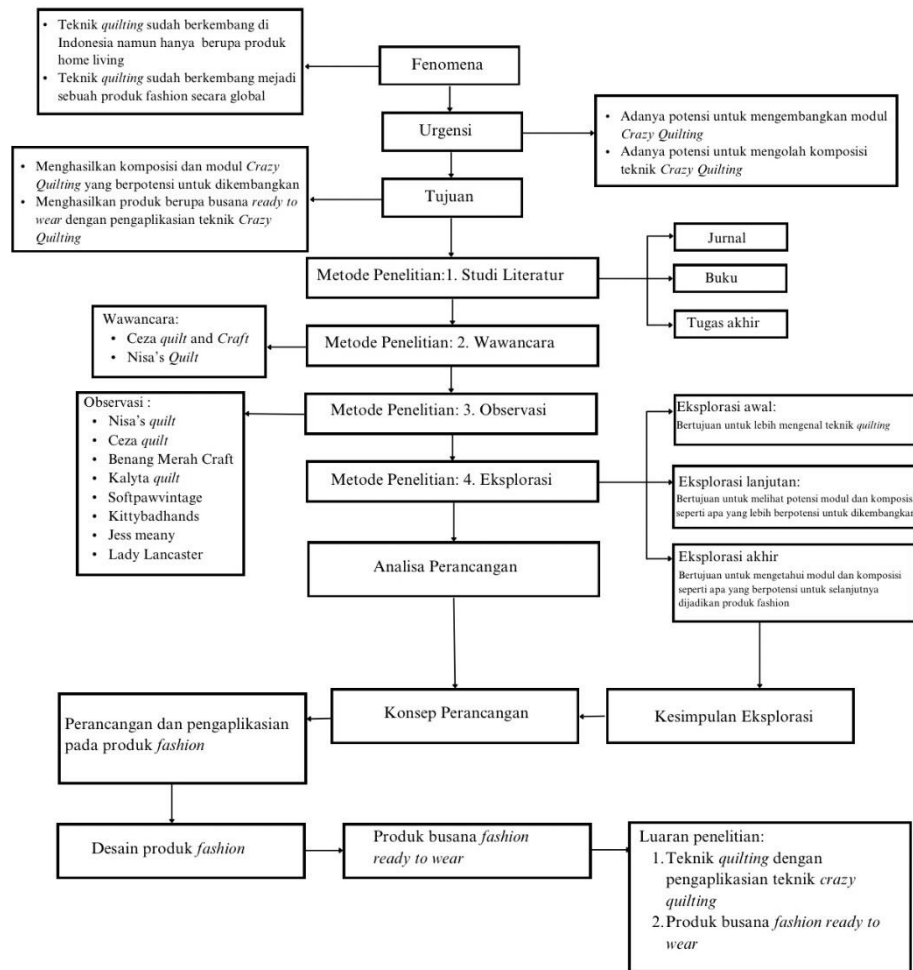 • Teknik quilting sudah berkembang di
Indonesia namun hanya berupa produk
home living
• Teknik quilting sudah berkembang mejadi
sebuah produk fashion secara global
Fenomena
Urgensi
• Adanya potensi untuk mengembangkan modul
Crazy Quilting
• Adanya potensi untuk mengolah komposisi
teknik Crazy Quilting
• Menghasilkan komposisi dan modul Crazy
Quilting yang berpotensi untuk dikembangkan
• Menghasilkan produk berupa busana ready to
wear dengan pengaplikasian teknik Crazy
Quilting
Tujuan
Metode Penelitian:1. Studi Literatur
Jurnal
Buku
Tugas akhir
Wawancara:
• Ceza quilt and Craft
• Nisa's Quilt
Metode Penelitian: 2. Wawancara
Observasi :
• Nisa's quilt
• Ceza quilt
• Benang Merah Craft
• Kalyta quilt
• Softpawvintage
• Kittybadhands
• Jess meany
• Lady Lancaster
Metode Penelitian: 3. Observasi
Metode Penelitian: 4. Eksplorasi
Eksplorasi awal:
Bertujuan untuk lebih mengenal teknik quilting
Eksplorasi lanjutan:
Bertujuan untuk melihat potensi modul dan komposis
seperti apa yang lebih berpotensi untuk dikembangkan
Eksplorasi akhir
Bertujuan untuk mengetahui modul dan komposisi
seperti apa yang berpotensi untuk selanjutnya
dijadikan produk fashion
Analisa Perancangan
Konsep Perancangan
Kesimpulan Eksplorasi
Perancangan dan pengaplikasian
pada produk fashion
Desain produk fashion
Produk busana fashion
ready to wear
Luaran penelitian:
1. Teknik quilting dengan
pengaplikasian teknik crazy
quilting
2. Produk busana fashion ready to
wear